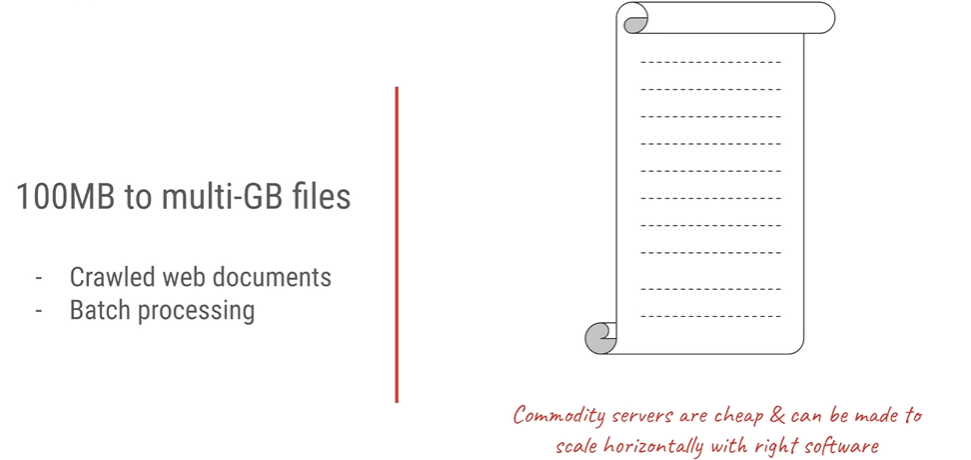 100MB to multi-GB files
- Crawled web documents
- Batch processing
Commodity servers are cheap & can be made to
scale horizontally with right software